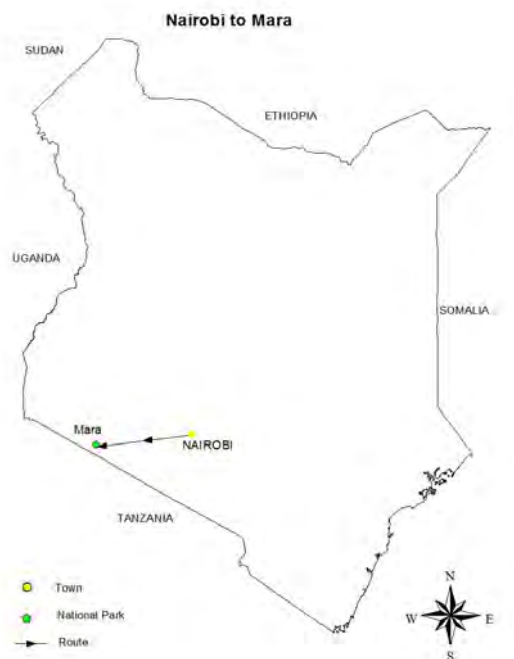 Nairobi to Mara
SUDAN
ETHIOPIA
UGANDA
SOMALIA
Mara
NAIROBI
TANZANIA
Town
National Park
Route
N
W
E
S